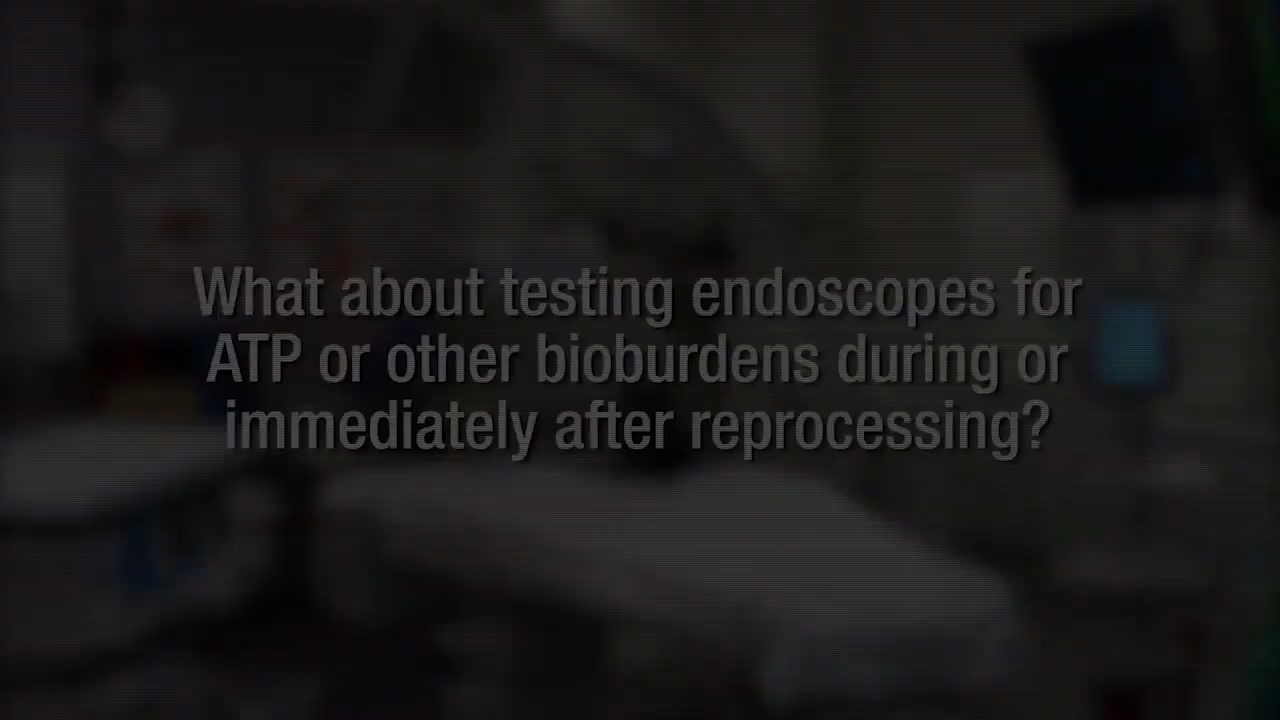 What about testing endoscopes for
ATP or other bioburdens during or
immediately after reprocessing?